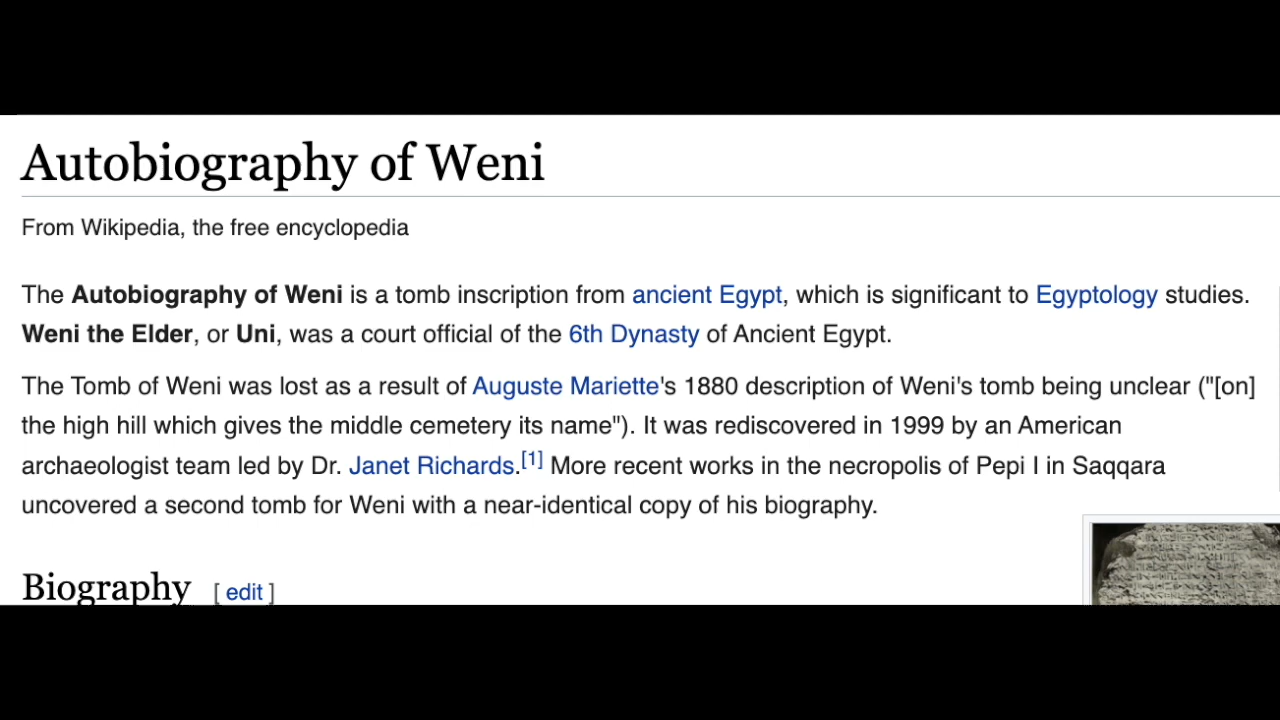 Autobiography of Weni
From Wikipedia, the free encyclopedia
The Autobiography of Weni is a tomb inscription from ancient Egypt, which is significant to Egyptology studies.
Weni the Elder, or Uni, was a court official of the 6th Dynasty of Ancient Egypt.
The Tomb of Weni was lost as a result of Auguste Mariette's 1880 description of Weni's tomb being unclear ("[on]
the high hill which gives the middle cemetery its name"). It was rediscovered in 1999 by an American
archaeologist team led by Dr. Janet Richards.[1] More recent works in the necropolis of Pepi I in Saqqara
uncovered a second tomb for Weni with a near-identical copy of his biography.
Biography [ edit ]